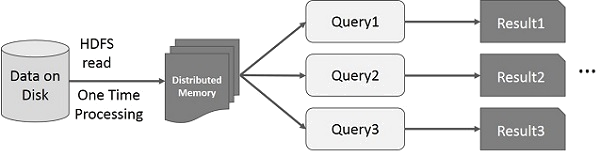 HDFS
read
Data on
Disk
One Time
Processing
Distributed
Memory
Query1
Result1
Query2
Result2
...
Query3
Result3